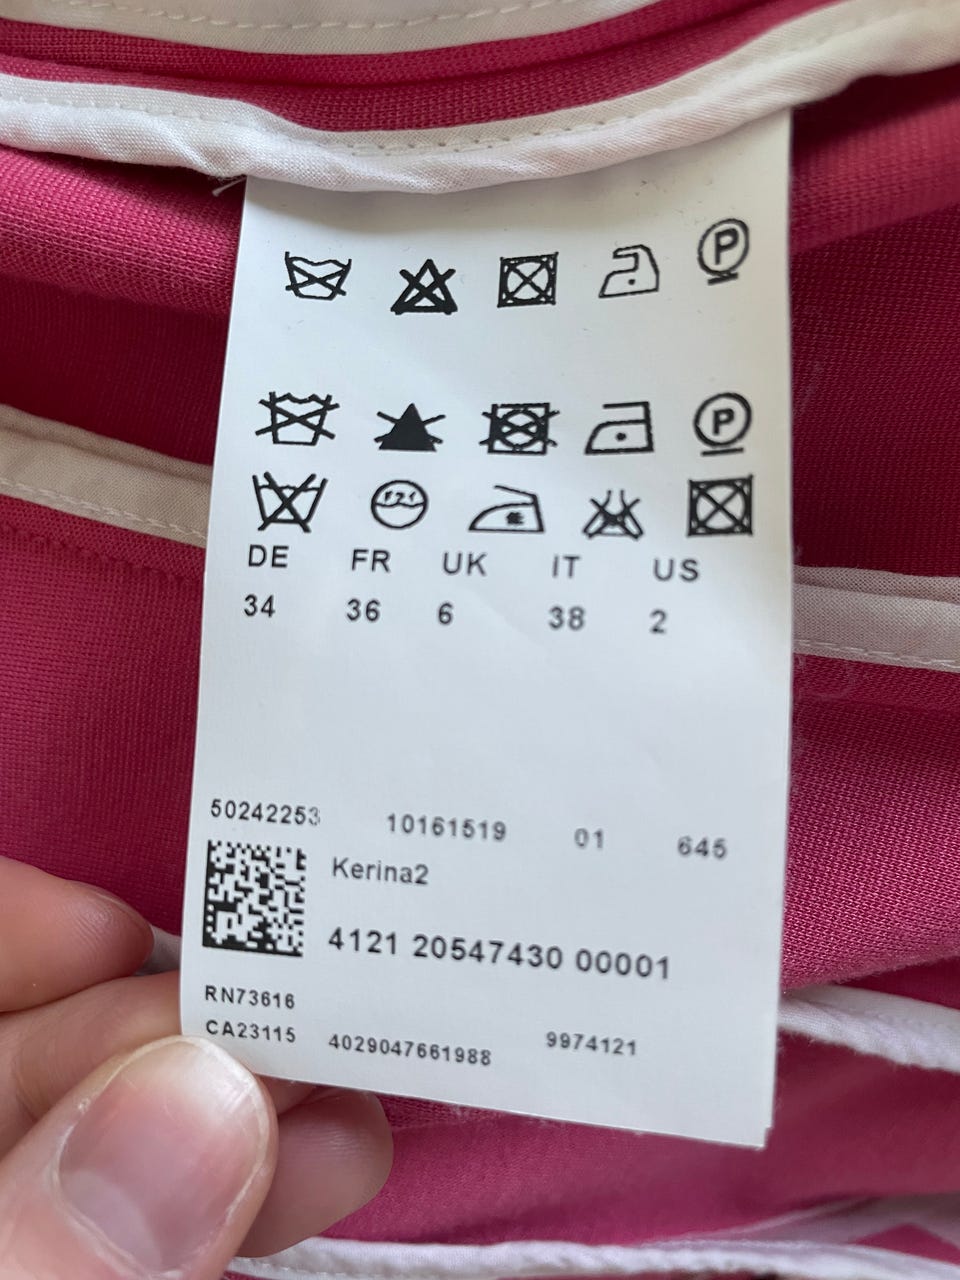 P
P
DE FR UK IT US
34 36 6 38 2
50242253 10161519 01 645
Kerina2
4121 20547430 00001
RN73616
CA23115 4029047661988 9974121